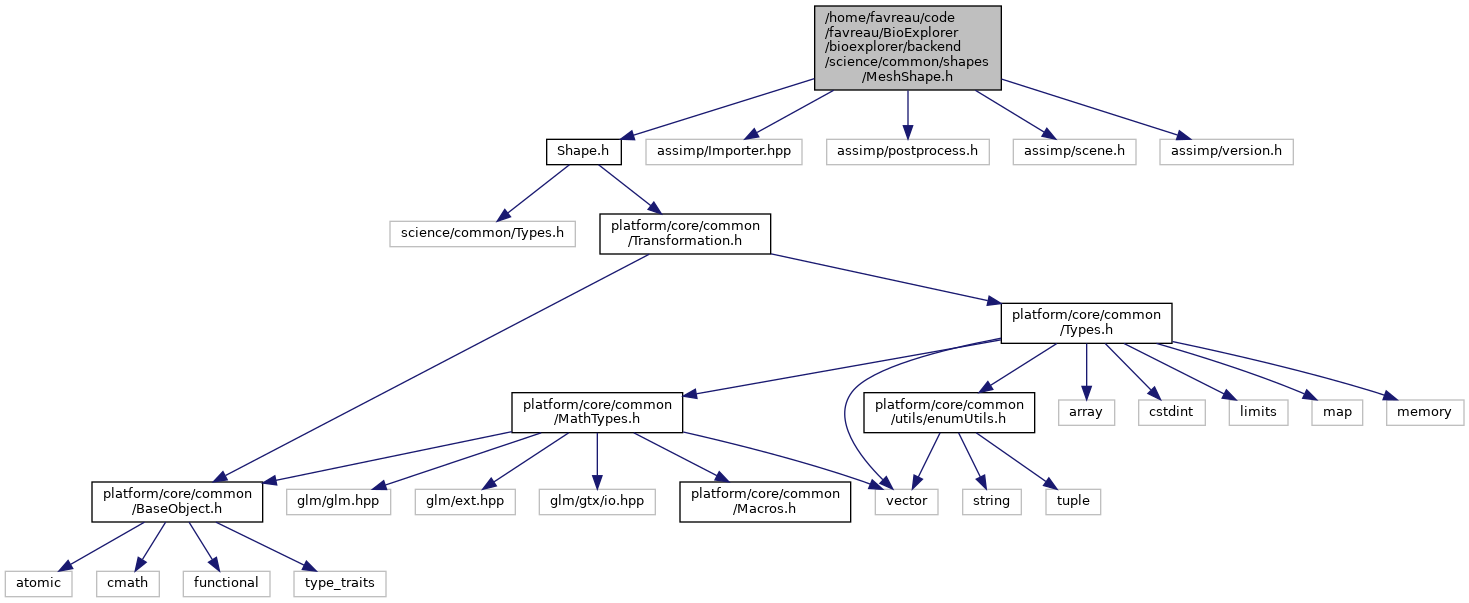 /home/favreau/code
/favreau/BioExplorer
/bioexplorer/backend
/science/common/shapes
/MeshShape.h
Shape.h
assimp/Importer.hpp
assimp/postprocess.h
assimp/scene.h
assimp/version.h
science/common/Types.h
platform/core/common
/Transformation.h
platform/core/common
/Types.h
platform/core/common
/MathTypes.h
platform/core/common
/utils/enumUtils.h
array
cstdint
limits
map
memory
platform/core/common
/BaseObject.h
glm/glm.hpp
glm/ext.hpp
glm/gtx/io.hpp
platform/core/common
/Macros.h
vector
string
tuple
atomic
cmath
functional
type_traits